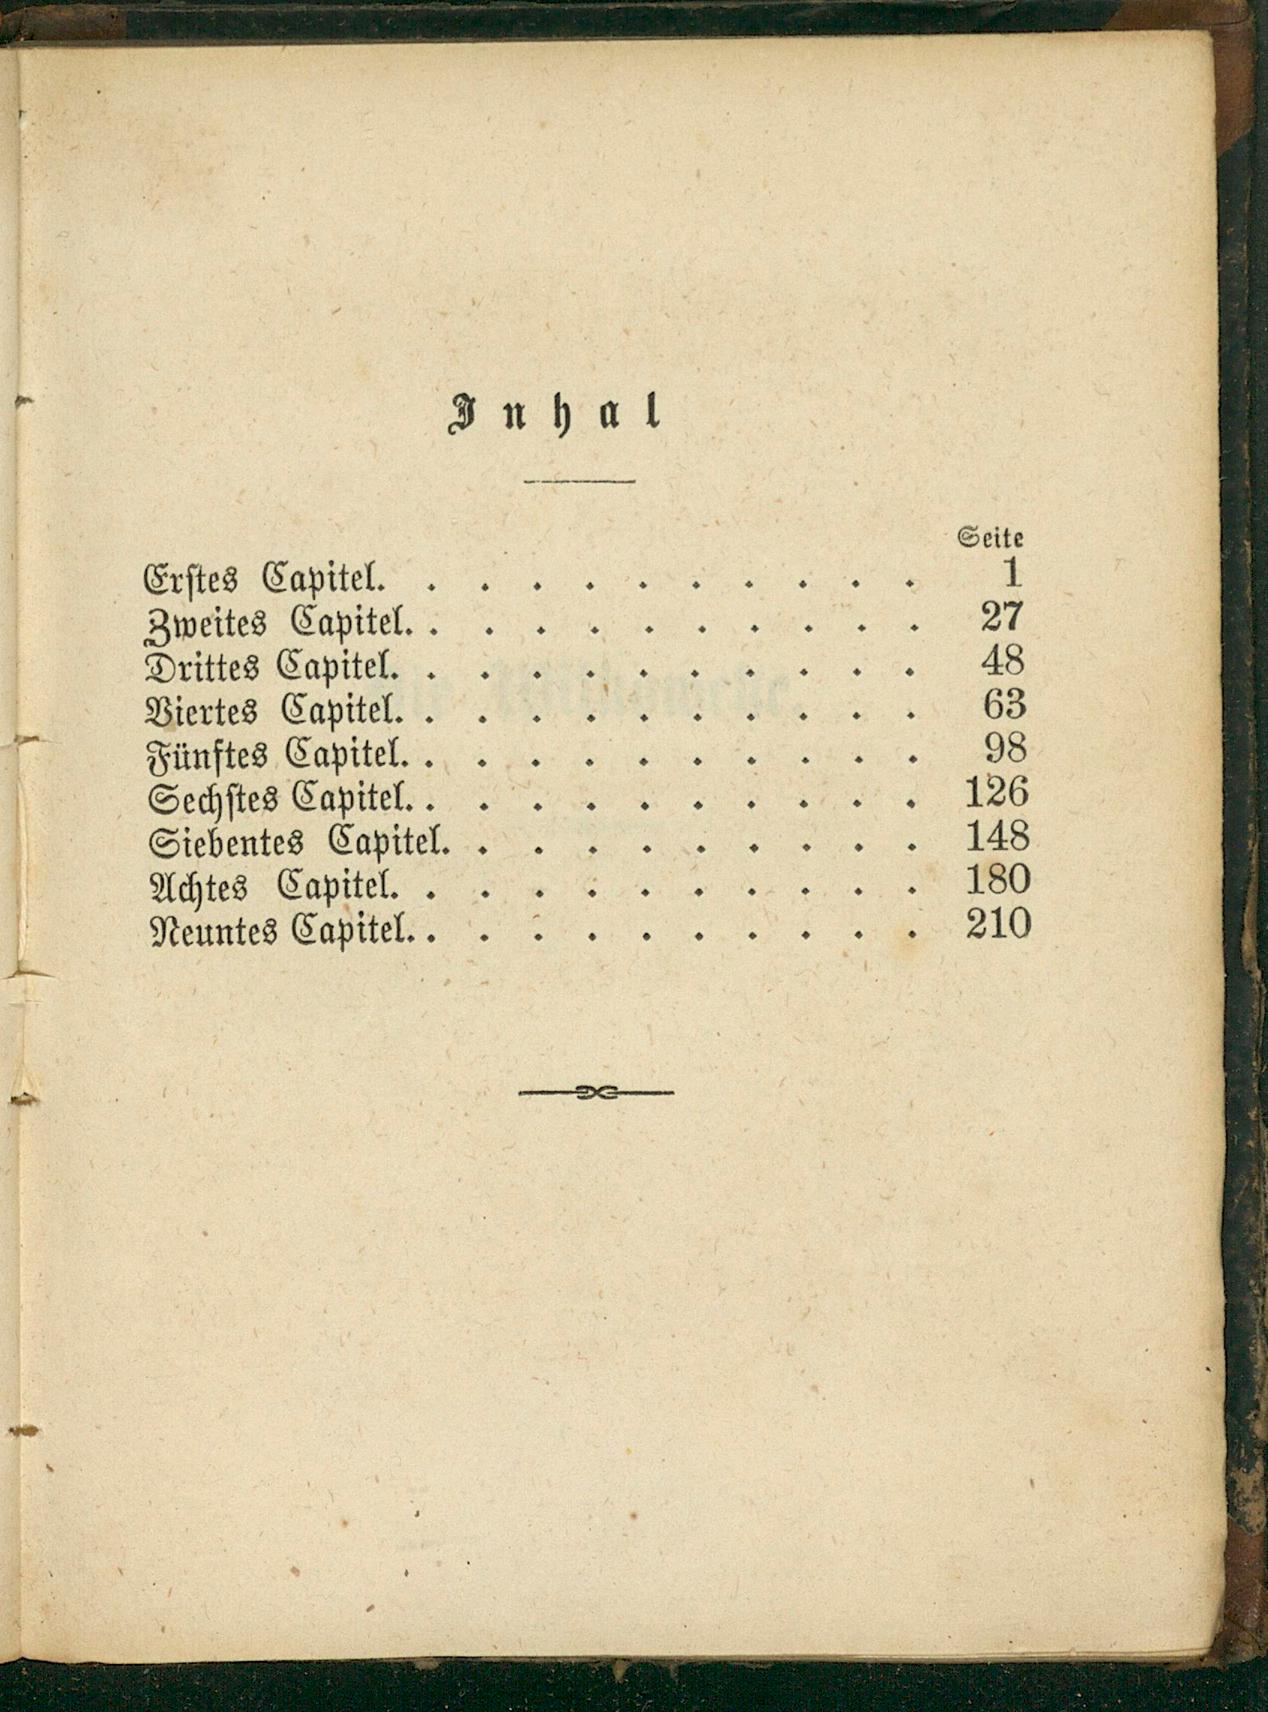 Inhal
Seite
Erstes Capitel. . . . . . . . . . . 1
Zweites Capitel. . . . . . . . . . . 27
Drittes Capitel. . . . . . . . . . . 48
Viertes Capitel. . . . . . . . . . . 63
Fünftes Capitel. . . . . . . . . . . 98
Sechstes Capitel. . . . . . . . . . . 126
Siebentes Capitel. . . . . . . . . . 148
Achtes Capitel. . . . . . . . . . . 180
Neuntes Capitel. . . . . . . . . . . 210